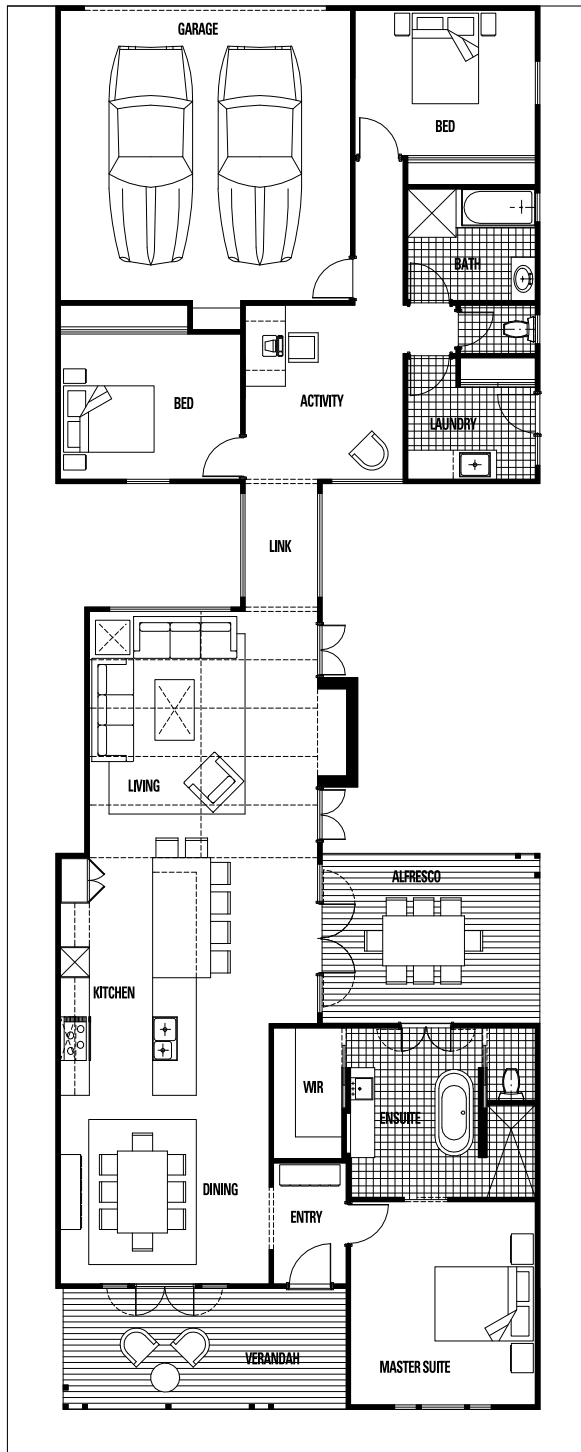 GARAGE
BED
BATH
BED
ACTIVITY
LAUNDRY
LINK
LIVING
ALFRESCO
KITCHEN
WIR
ENSUITE
DINING
ENTRY
VERANDAH
MASTER SUITE